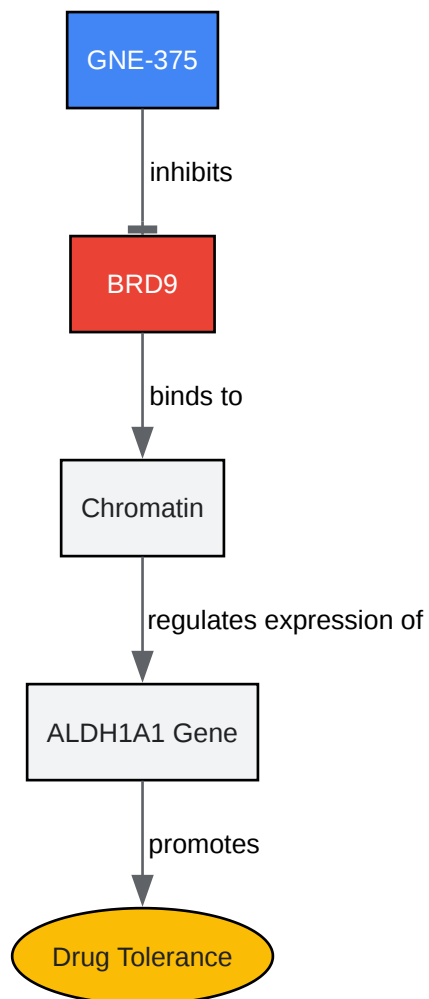 GNE-375
inhibits
BRD9
binds to
Chromatin
regulates expression of
ALDH1A1 Gene
promotes
Drug Tolerance